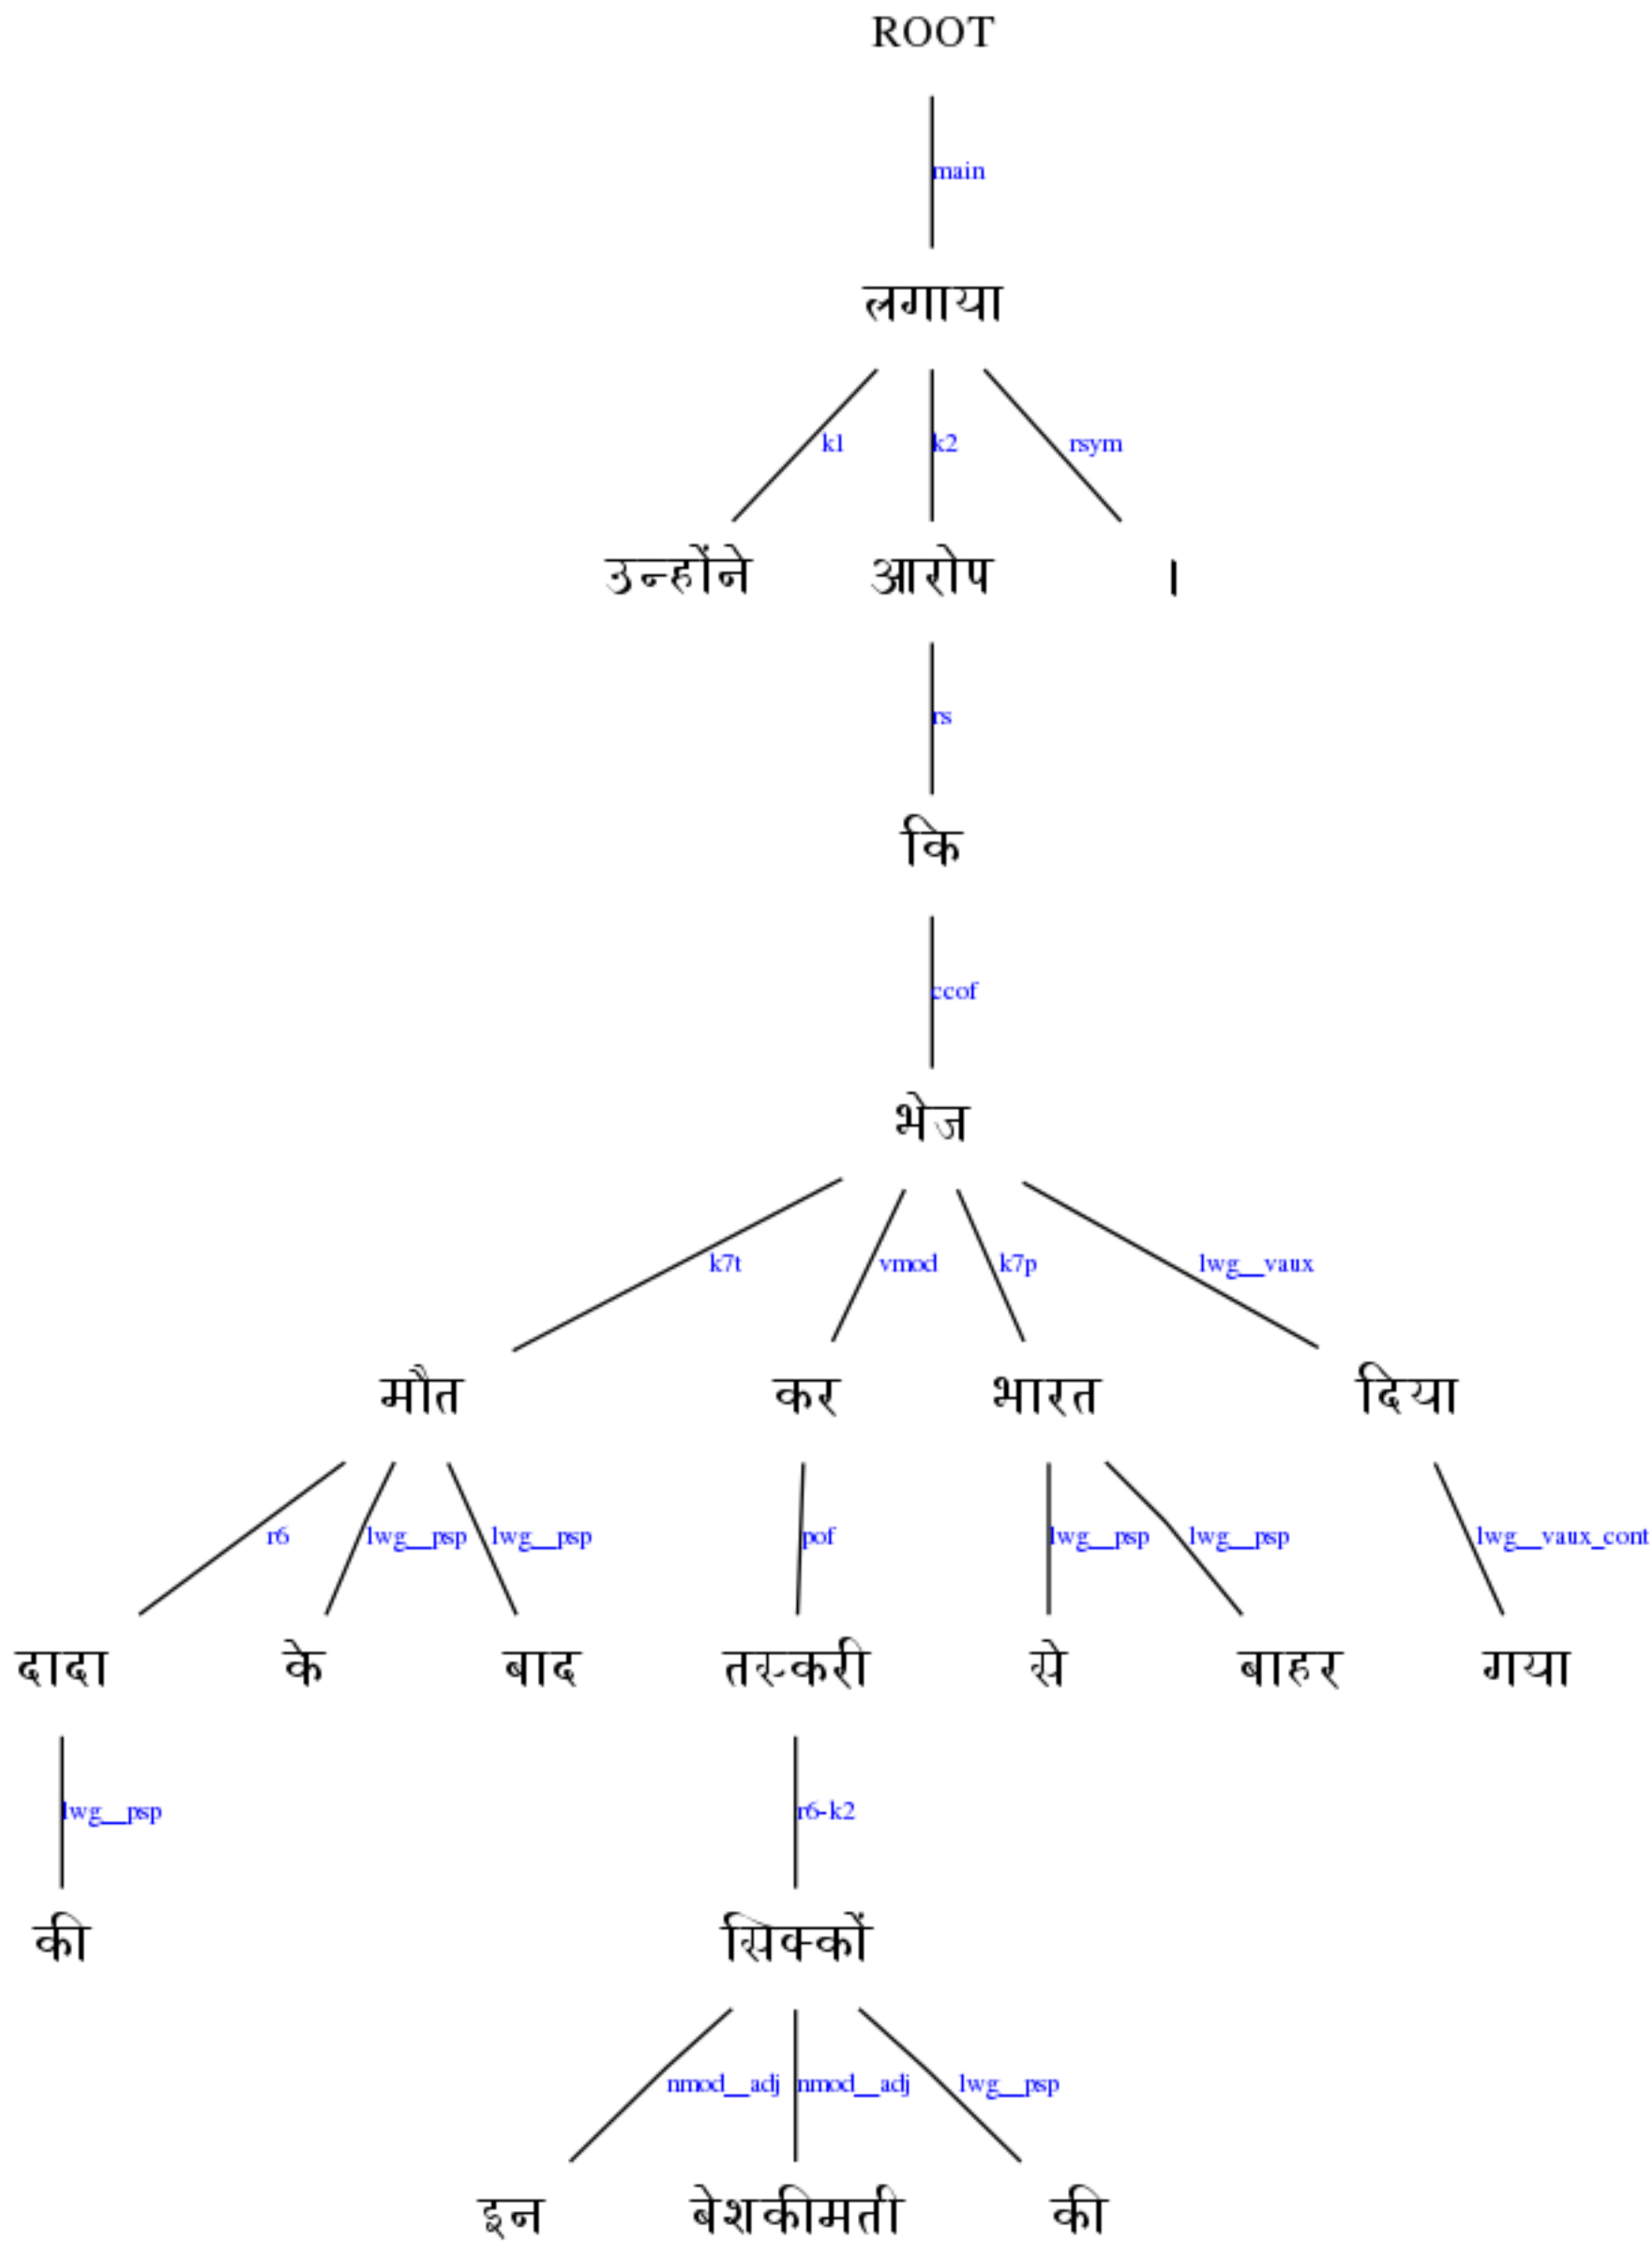 ROOT
main
लगाया
k1 k2 rsym
उन्होंने आरोप ।
rs
कि
ccof
भेज
k7t vmod k7p lwg__vaux
मौत कर भारत दिया
r6 lwg__psp lwg__psp pof lwg__psp lwg__psp lwg__vaux_cont
दादा के बाद तस्करी से बाहर गया
lwg__psp r6-k2
की सिक्कों
nmod__adj nmod__adj lwg__psp
इन बेशकीमती की